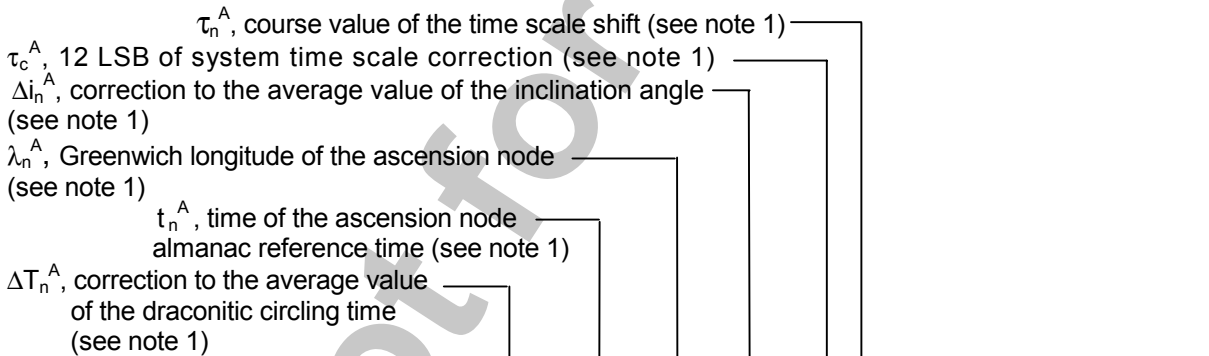 τnA, course value of the time scale shift (see note 1)
τcA, 12 LSB of system time scale correction (see note 1)
ΔinA, correction to the average value of the inclination angle
(see note 1)
λnA, Greenwich longitude of the ascension node
(see note 1)
tnA, time of the ascension node
almanac reference time (see note 1)
ΔTnA, correction to the average value
of the draconitic circling time
(see note 1)
not for